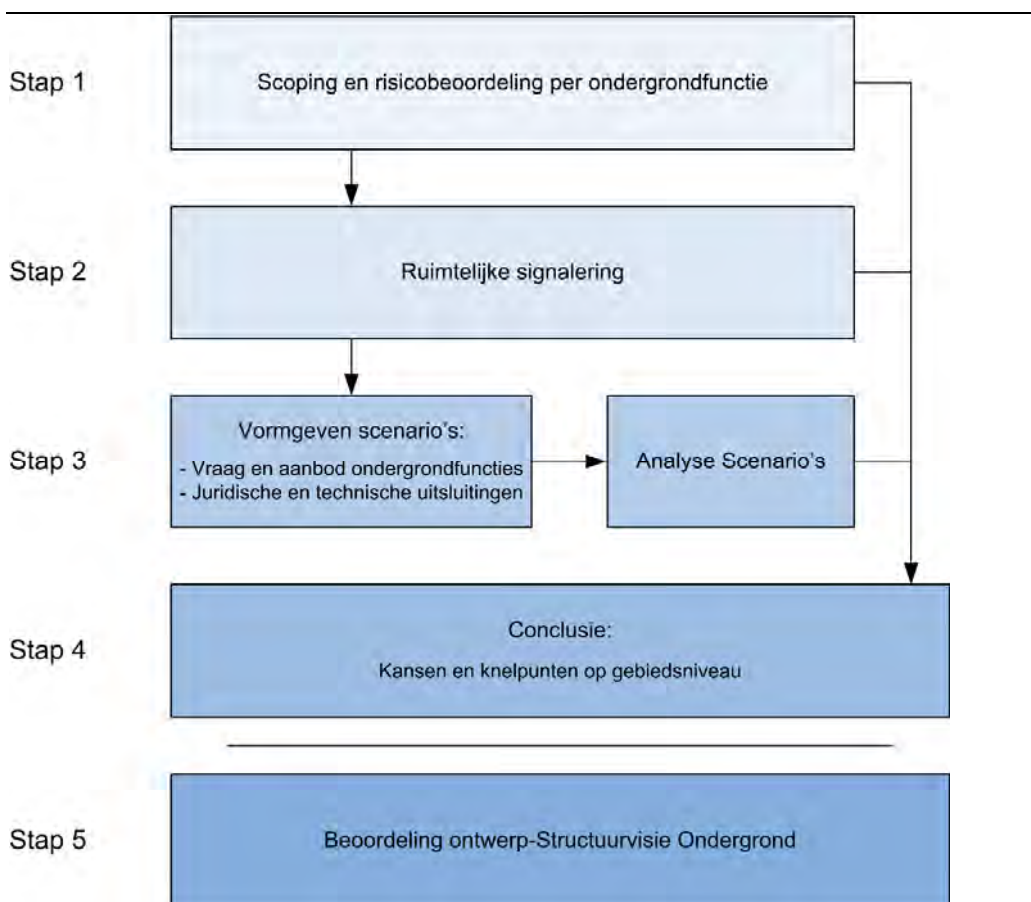 Stap 1
Scoping en risicobeoordeling per ondergrondfunctie
Stap 2
Ruimtelijke signalering
Stap 3
Vormgeven scenario's:
- Vraag en aanbod ondergrondfuncties
- Juridische en technische uitsluitingen
Analyse Scenario's
Stap 4
Conclusie:
Kansen en knelpunten op gebiedsniveau
Stap 5
Beoordeling ontwerp-Structuurvisie Ondergrond